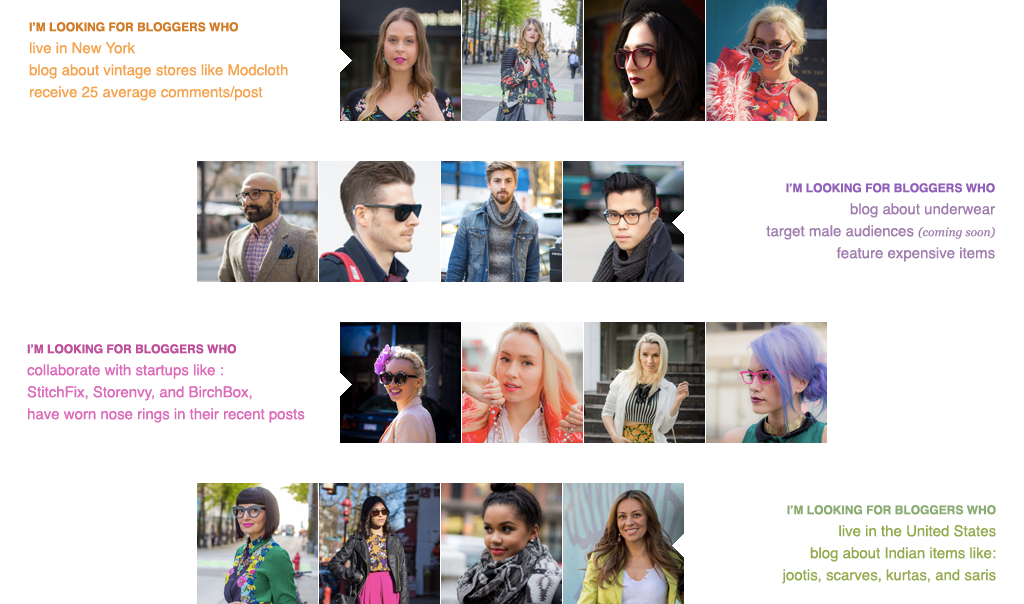 I'M LOOKING FOR BLOGGERS WHO
live in New York
blog about vintage stores like Modcloth
receive 25 average comments/post
I'M LOOKING FOR BLOGGERS WHO
blog about underwear
target male audiences (coming soon)
feature expensive items
I'M LOOKING FOR BLOGGERS WHO
collaborate with startups like :
StitchFix, Storenvy, and BirchBox,
have worn nose rings in their recent posts
I'M LOOKING FOR BLOGGERS WHO
live in the United States
blog about Indian items like:
jootis, scarves, kurtas, and saris